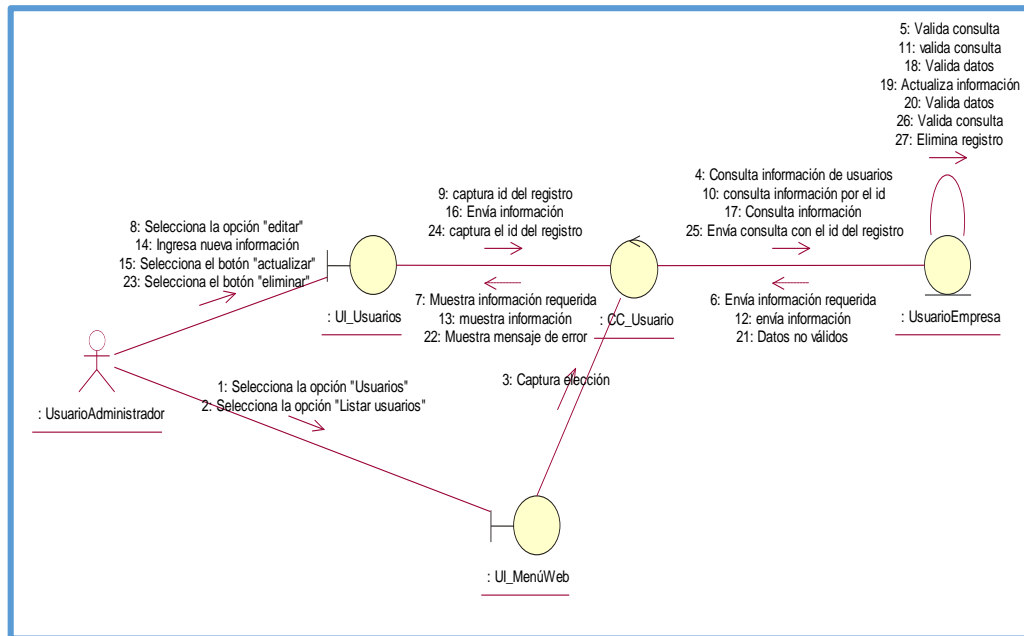 5: Valida consulta
11: valida consulta
18: Valida datos
19: Actualiza información
20: Valida datos
26: Valida consulta
27: Elimina registro
4: Consulta información de usuarios
10: consulta información por el id
17: Consulta información
25: Envía consulta con el id del registro
9: captura id del registro
16: Envía información
24: captura el id del registro
8: Selecciona la opción "editar"
14: Ingresa nueva información
15: Selecciona el botón "actualizar"
23: Selecciona el botón "eliminar"
7: Muestra información requerida
13: muestra información
22: Muestra mensaje de error
6: Envía información requerida
12: envía información
21: Datos no válidos
: UI_Usuarios
: CC_Usuario
: UsuarioEmpresa
3: Captura elección
1: Selecciona la opción "Usuarios"
2: Selecciona la opción "Listar usuarios"
: UsuarioAdministrador
: UI_MenúWeb